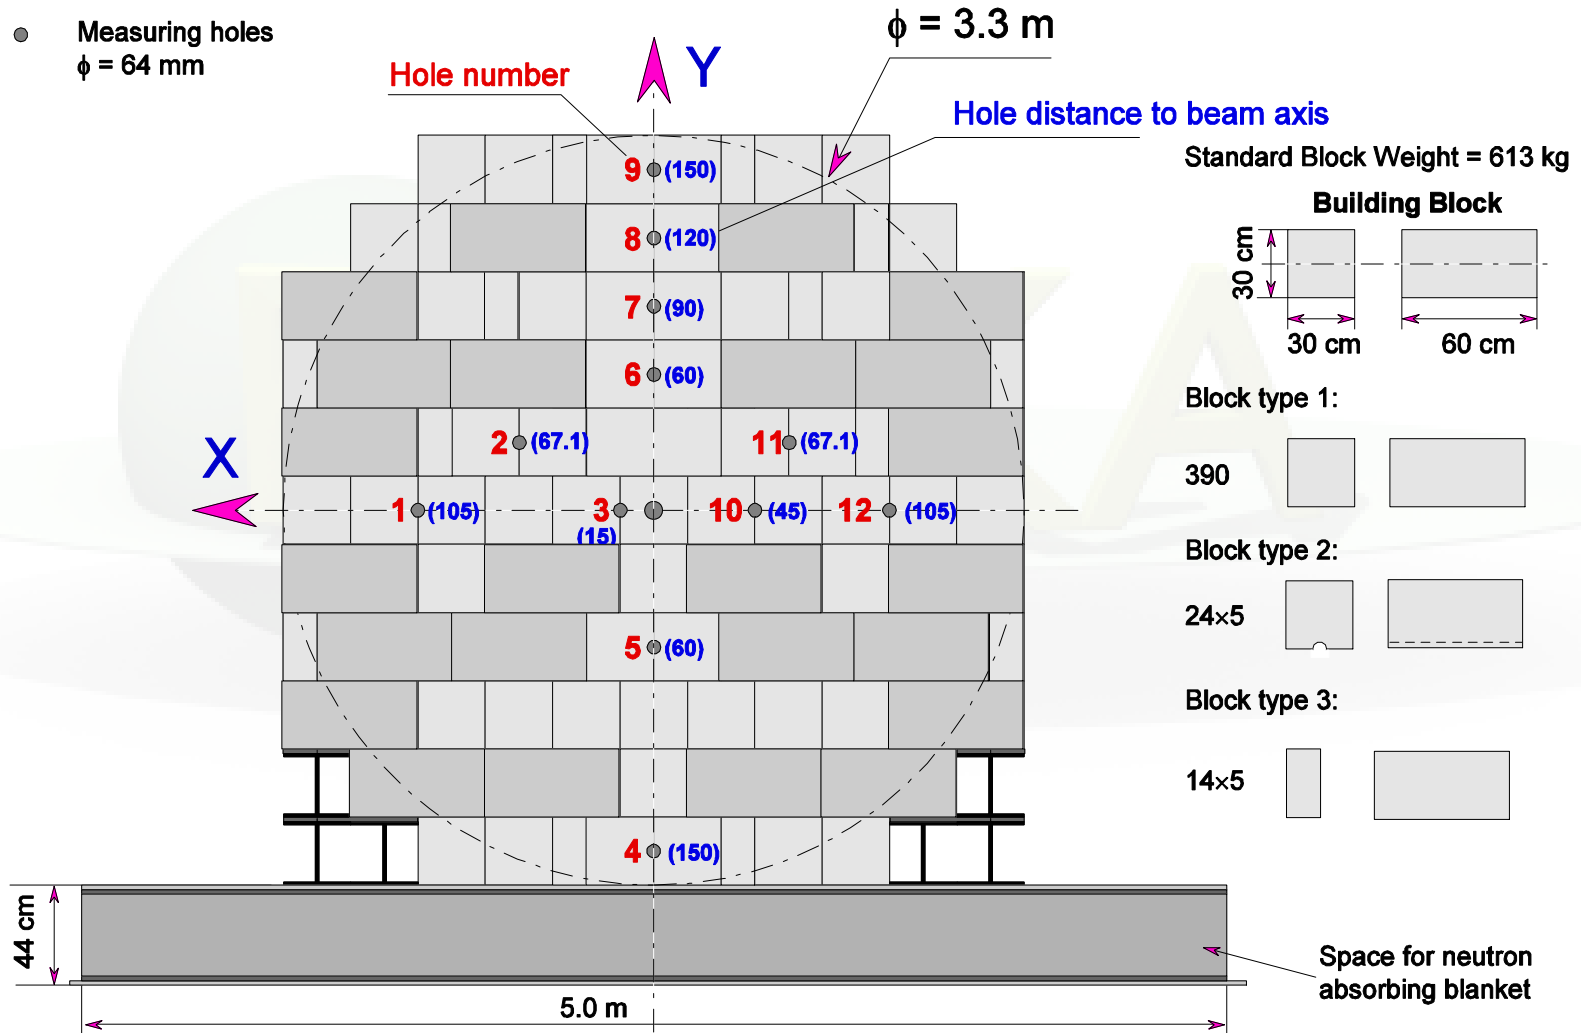 Measuring holes
ϕ = 64 mm
Hole number
Y
ϕ = 3.3 m
Hole distance to beam axis
Standard Block Weight = 613 kg
Building Block
30 cm
30 cm
60 cm
9 (150)
8 (120)
7 (90)
6 (60)
2 (67.1)
11 (67.1)
X
1 (105)
3
(15)
10 (45)
12 (105)
5 (60)
4 (150)
Block type 1:
390
Block type 2:
24×5
Block type 3:
14×5
44 cm
5.0 m
Space for neutron
absorbing blanket